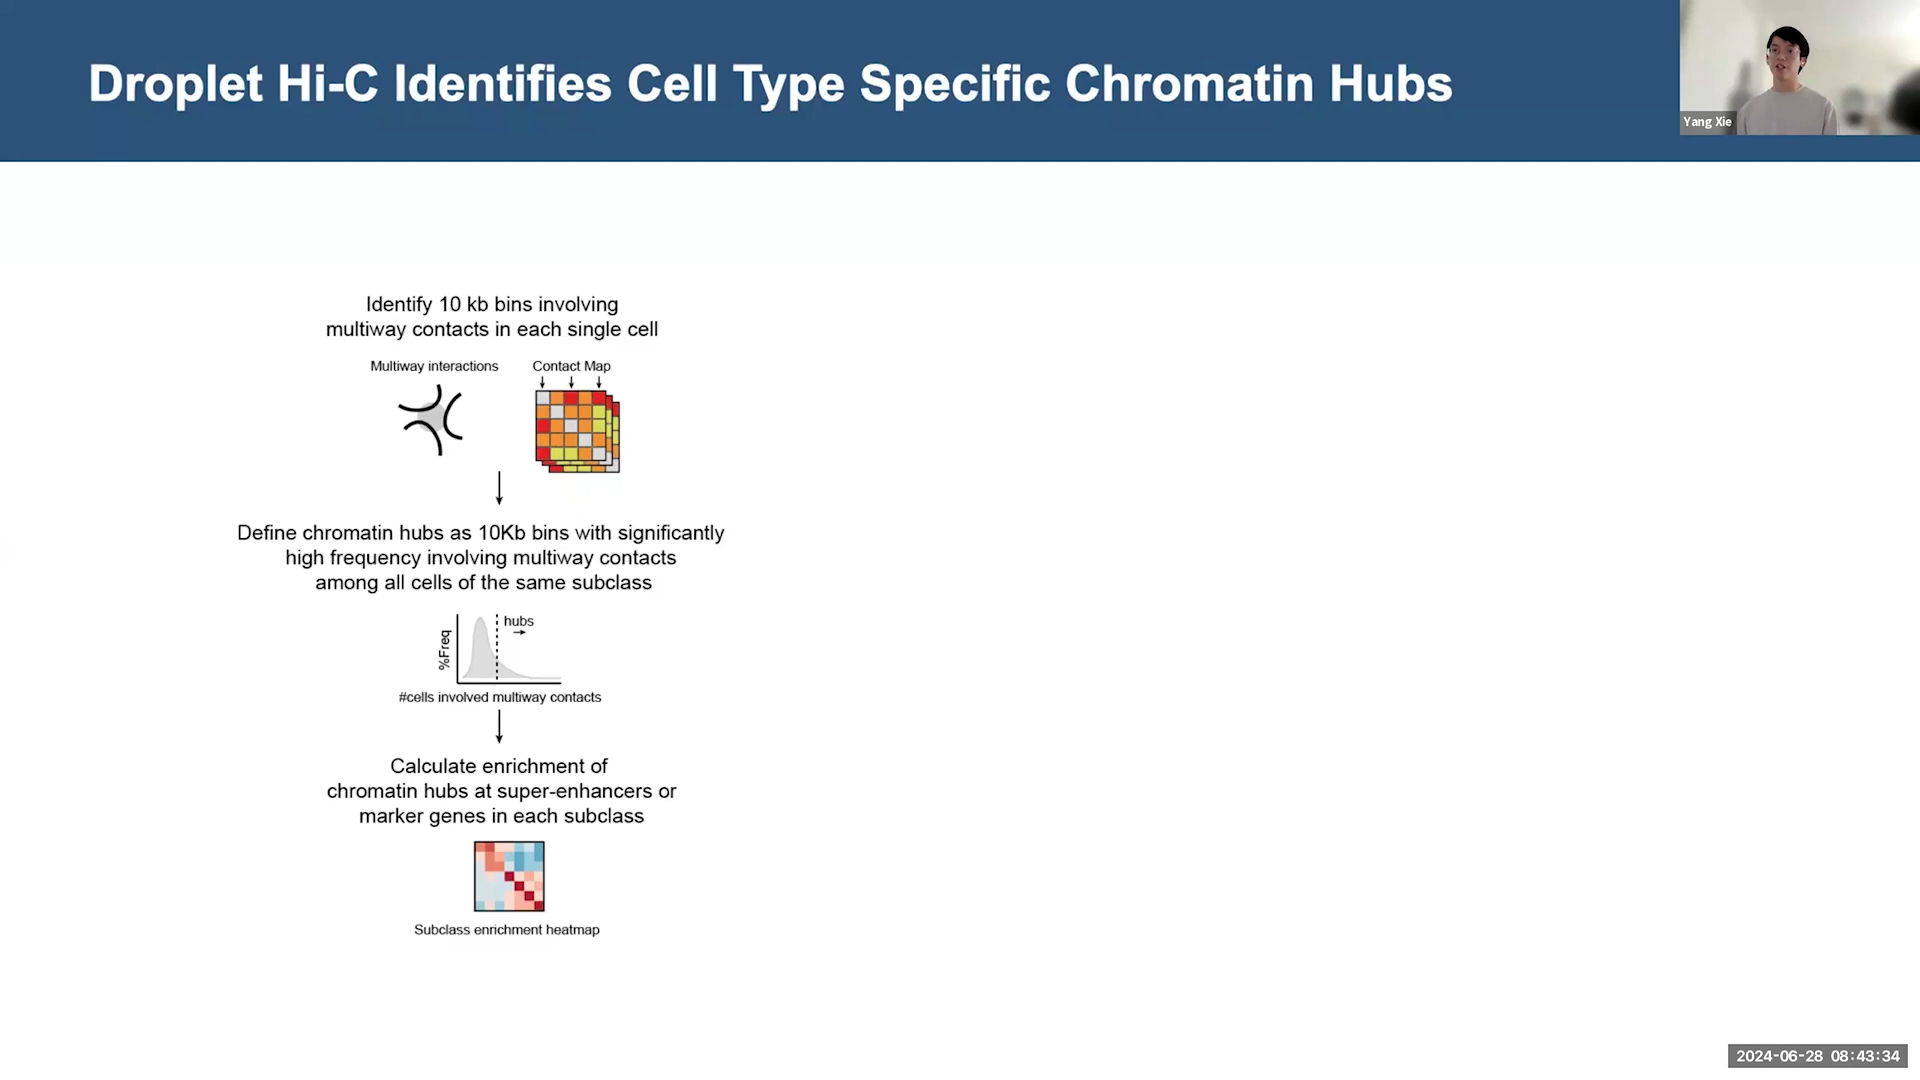 Droplet Hi-C Identifies Cell Type Specific Chromatin Hubs
Yang Xie
Identify 10 kb bins involving
multiway contacts in each single cell
Multiway interactions
Contact Map
Define chromatin hubs as 10Kb bins with significantly
high frequency involving multiway contacts
among all cells of the same subclass
hubs
%Freq
#cells involved multiway contacts
Calculate enrichment of
chromatin hubs at super-enhancers or
marker genes in each subclass
Subclass enrichment heatmap
2024-06-28 08:43:34